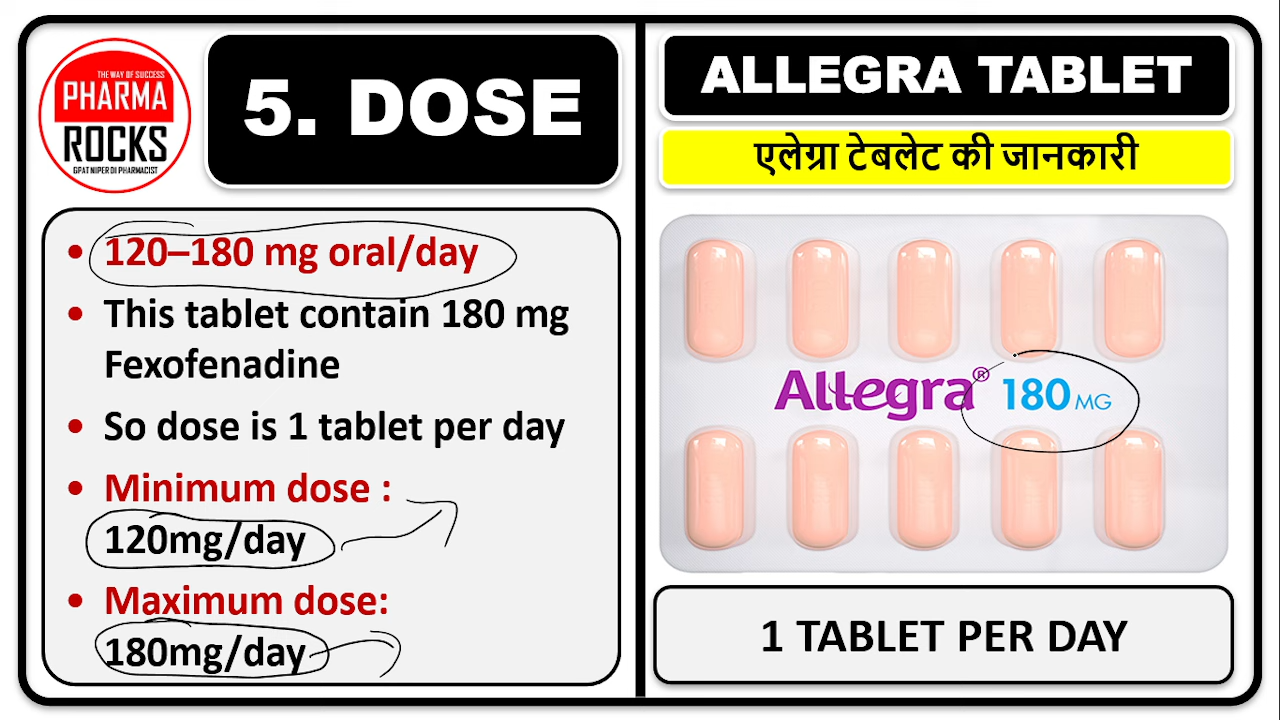 THE WAY OF SUCCESS
PHARMA
ROCKS
GPAT NIPER DI PHARMACIST
5. DOSE
• 120–180 mg oral/day
• This tablet contain 180 mg
Fexofenadine
• So dose is 1 tablet per day
• Minimum dose :
120mg/day
• Maximum dose:
180mg/day
ALLEGRA TABLET
एलेग्रा टेबलेट की जानकारी
Allegra® 180 MG
1 TABLET PER DAY